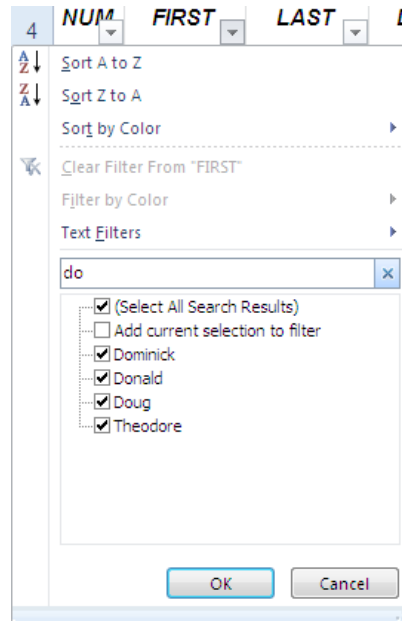 4 NUM FIRST LAST
Sort A to Z
Sort Z to A
Sort by Color
Clear Filter From "FIRST"
Filter by Color
Text Filters
do
(Select All Search Results)
Add current selection to filter
Dominick
Donald
Doug
Theodore
OK Cancel